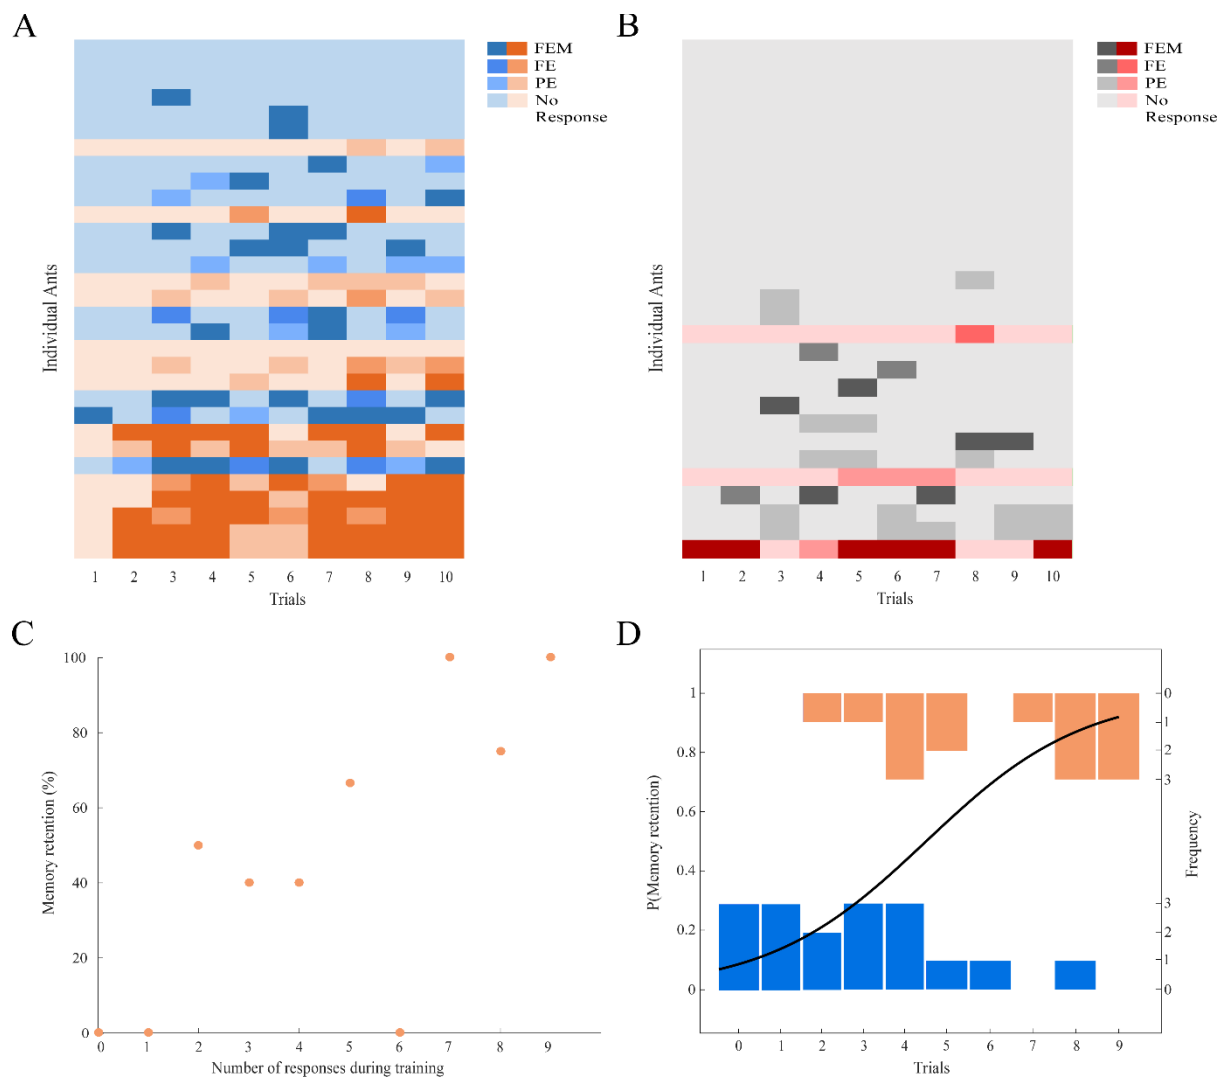 A
FEM
FE
PE
No
Response
Individual Ants
1 2 3 4 5 6 7 8 9 10
Trials
B
FEM
FE
PE
No
Response
Individual Ants
1 2 3 4 5 6 7 8 9 10
Trials
C
100
80
60
40
20
0
Memory retention (%)
0 1 2 3 4 5 6 7 8 9
Number of responses during training
D
1
0.8
0.6
0.4
0.2
0
P(Memory retention)
0
1
2
3
3
2
1
0
Frequency
0 1 2 3 4 5 6 7 8 9
Trials